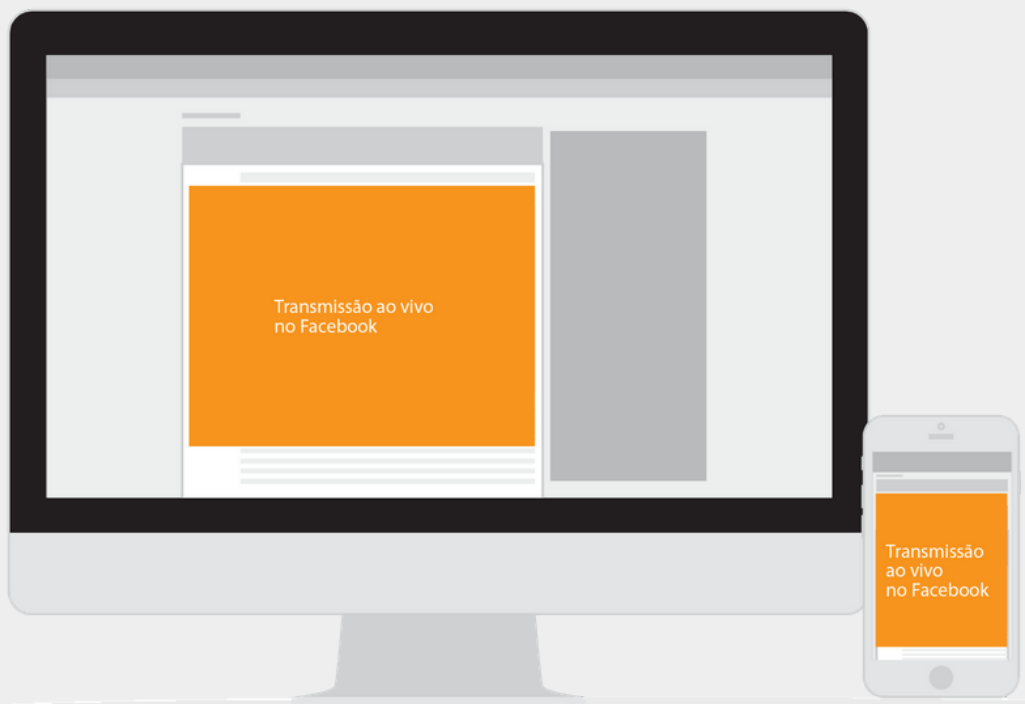 Transmissão ao vivo
no Facebook
Transmissão
ao vivo
no Facebook